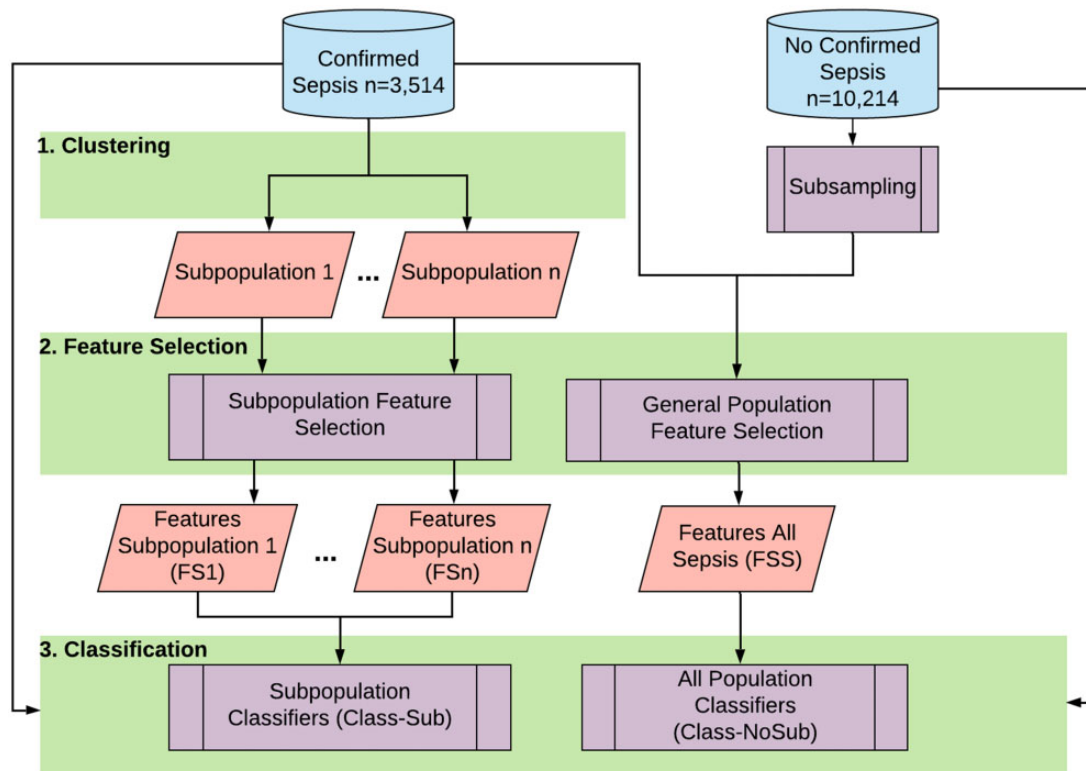 Confirmed
Sepsis n=3,514
No Confirmed
Sepsis
n=10,214
1. Clustering
Subsampling
Subpopulation 1
...
Subpopulation n
2. Feature Selection
Subpopulation Feature
Selection
General Population
Feature Selection
Features
Subpopulation 1
(FS1)
...
Features
Subpopulation n
(FSn)
Features All
Sepsis (FSS)
3. Classification
Subpopulation
Classifiers (Class-Sub)
All Population
Classifiers
(Class-NoSub)